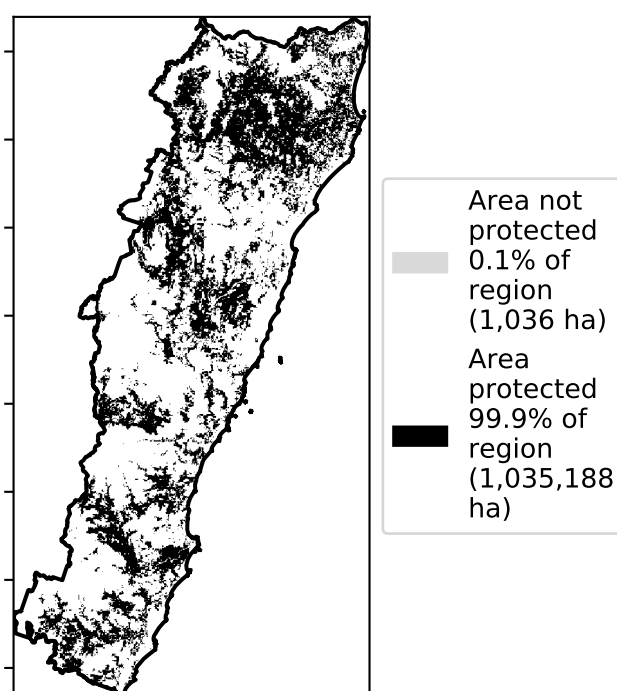 Area not
protected
0.1% of
region
(1,036 ha)
Area
protected
99.9% of
region
(1,035,188
ha)